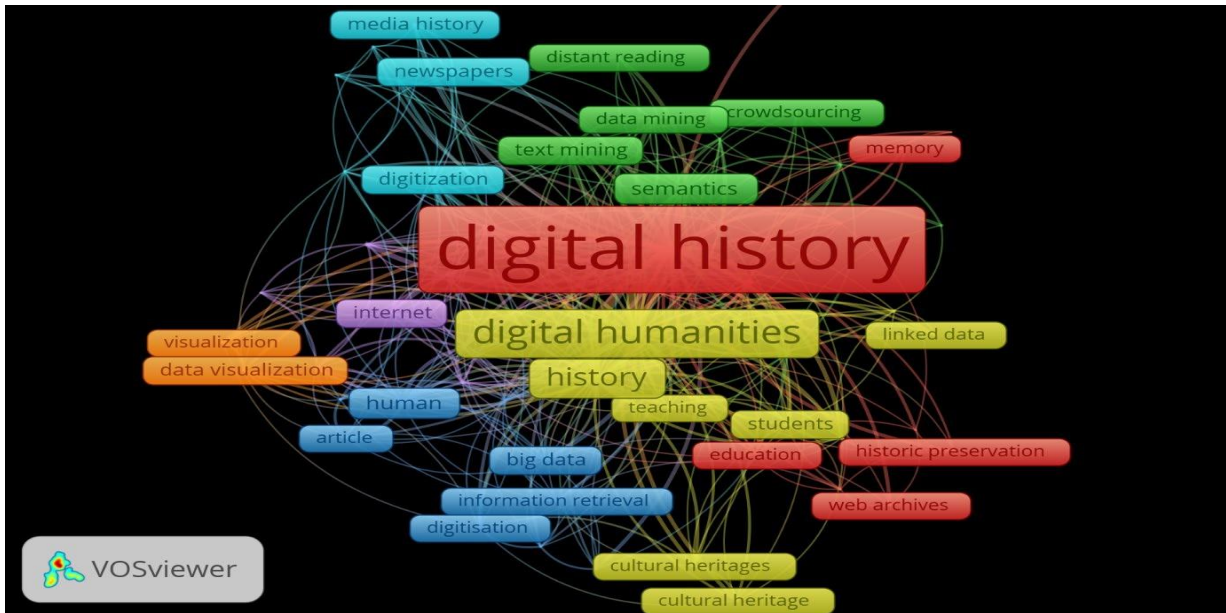 media history
distant reading
newspapers
data mining
crowdsourcing
text mining
memory
digitization
semantics
digital history
internet
digital humanities
linked data
visualization
data visualization
history
human
teaching
students
article
big data
education
historic preservation
information retrieval
web archives
digitisation
cultural heritages
VOSviewer
cultural heritage